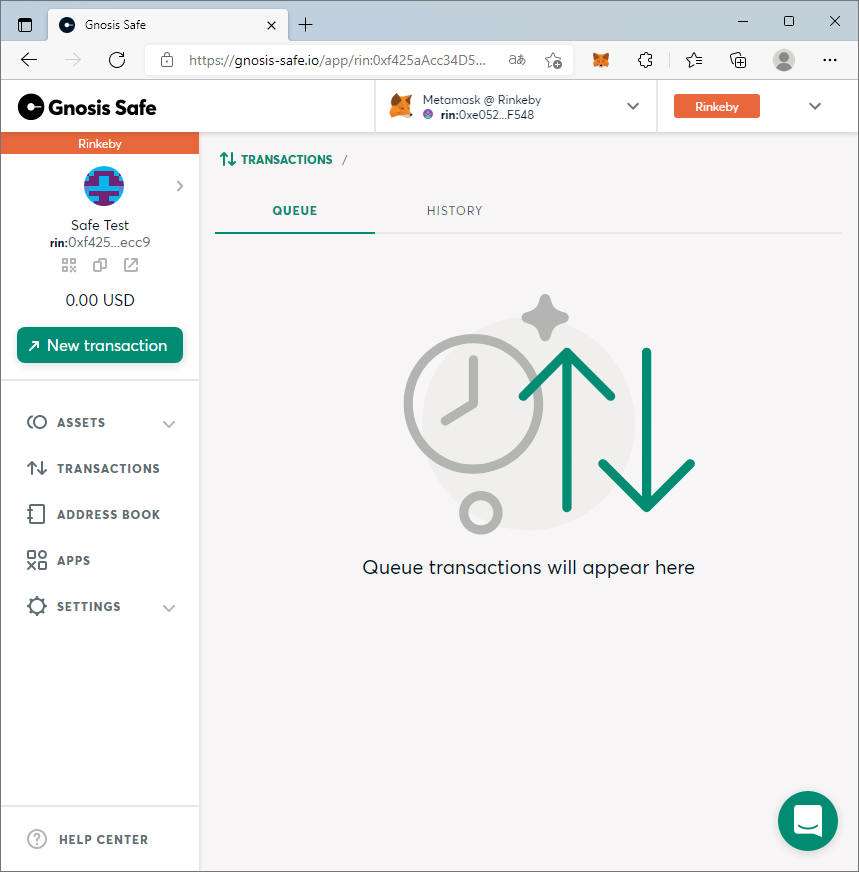 Gnosis Safe
https://gnosis-safe.io/app/rin:0xf425aAcc34D5...
aあ
Gnosis Safe
Metamask @ Rinkeby
rin:0xe052...F548
Rinkeby
Rinkeby
Safe Test
rin:0xf425...ecc9
0.00 USD
New transaction
ASSETS
TRANSACTIONS
ADDRESS BOOK
APPS
SETTINGS
HELP CENTER
TRANSACTIONS /
QUEUE
HISTORY
Queue transactions will appear here